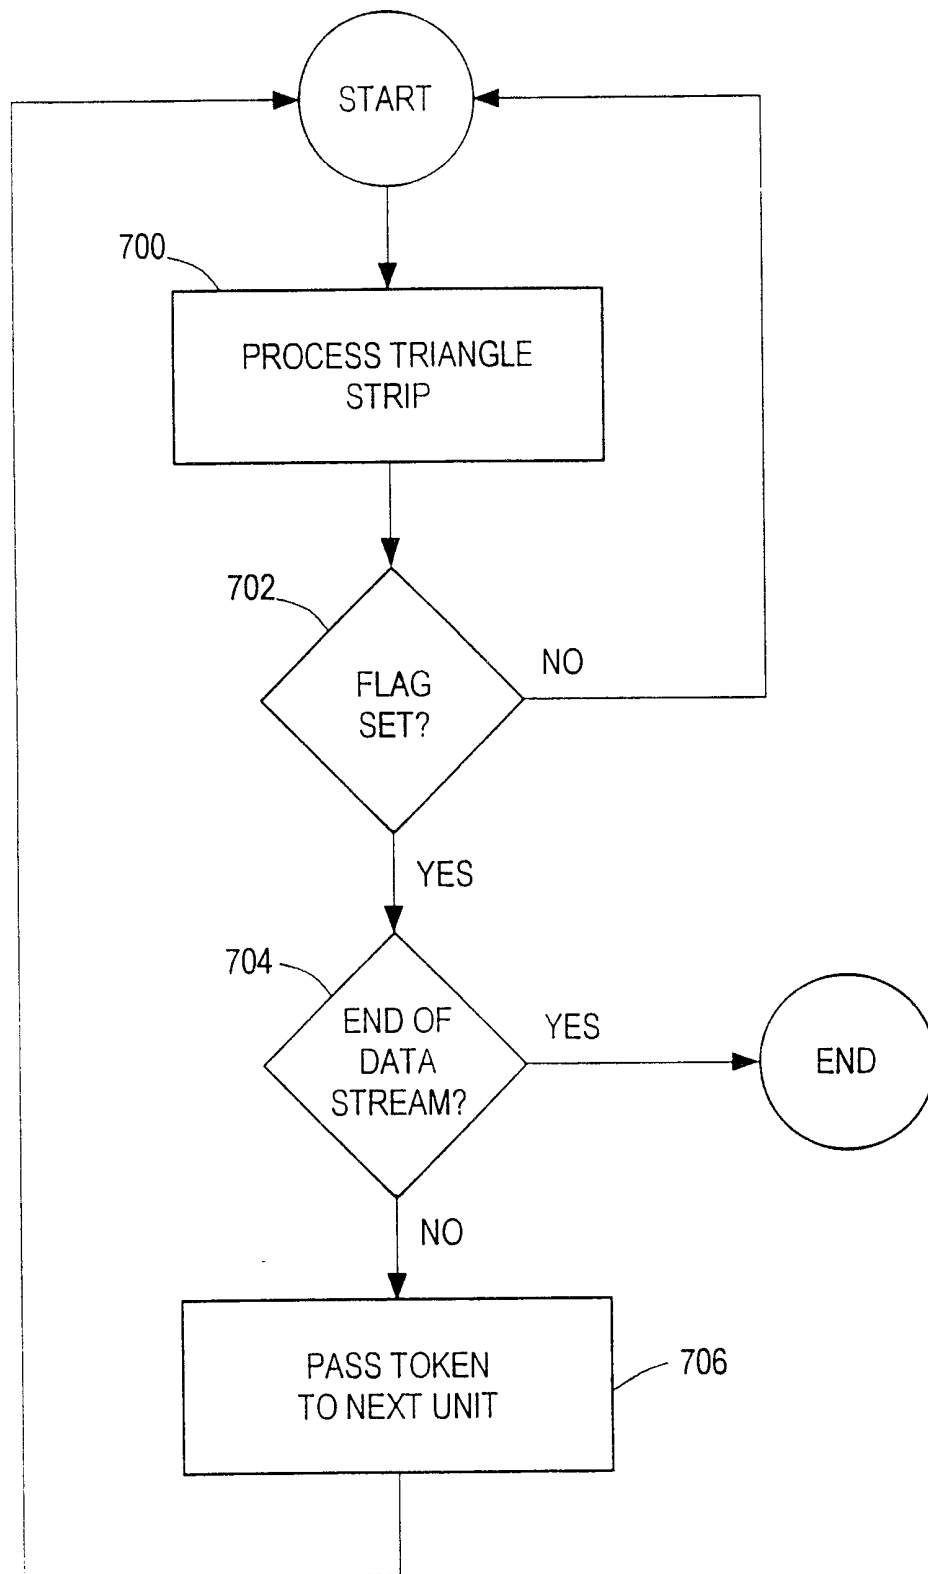 START
700
PROCESS TRIANGLE
STRIP
702
FLAG
SET?
NO
YES
704
END OF
DATA
STREAM?
YES
END
NO
PASS TOKEN
TO NEXT UNIT
706